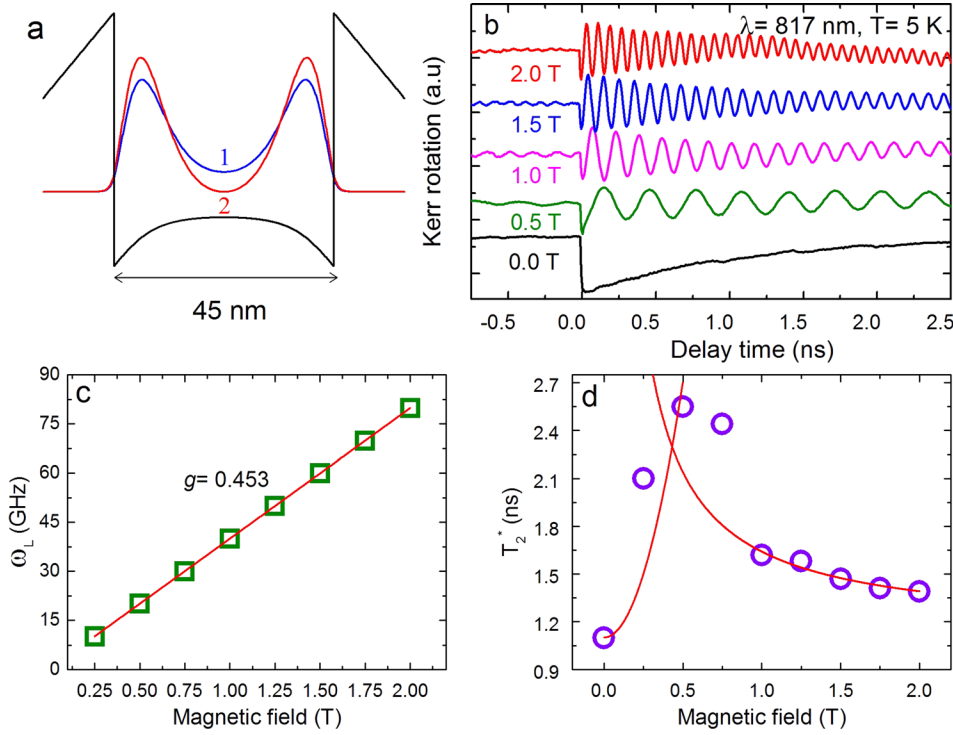 a
1
2
45 nm
b
λ= 817 nm, T= 5 K
2.0 T
1.5 T
1.0 T
0.5 T
0.0 T
Kerr rotation (a.u)
-0.5 0.0 0.5 1.0 1.5 2.0 2.5
Delay time (ns)
c
g= 0.453
ω_L (GHz)
90
75
60
45
30
15
0
0.25 0.50 0.75 1.00 1.25 1.50 1.75 2.00
Magnetic field (T)
d
T₂* (ns)
2.7
2.4
2.1
1.8
1.5
1.2
0.9
0.0 0.5 1.0 1.5 2.0
Magnetic field (T)